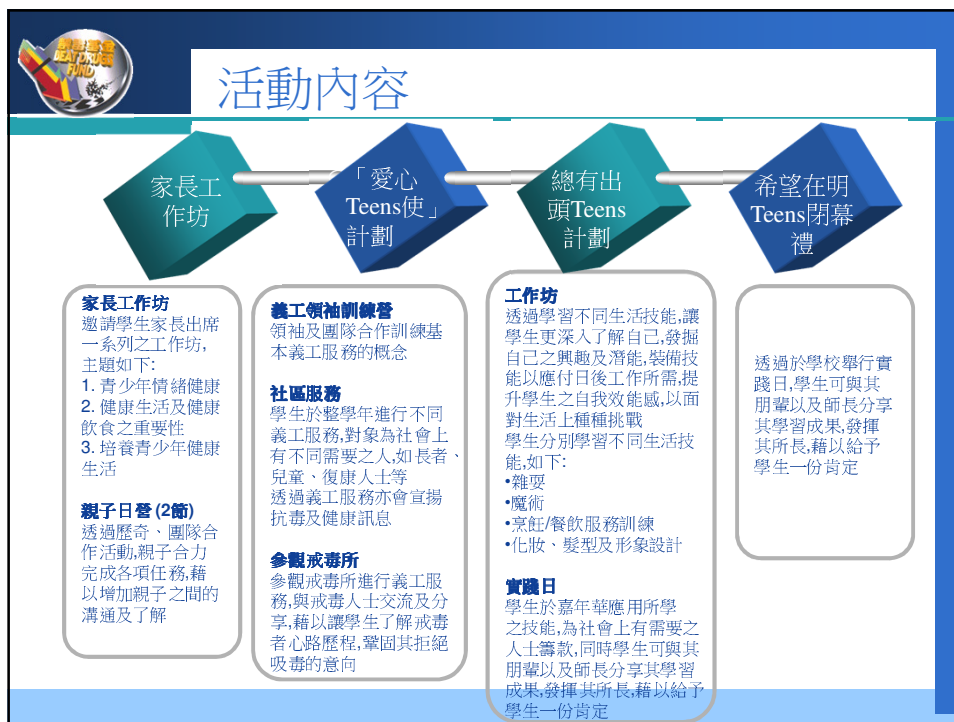 禁毒基金
BEAT DRUGS
FUND
活動內容
家長工
作坊
「愛心
Teens使」
計劃
總有出
頭Teens
計劃
希望在明
Teens閉幕
禮
家長工作坊
邀請學生家長出席
一系列之工作坊,
主題如下:
1. 青少年情緒健康
2. 健康生活及健康
飲食之重要性
3. 培養青少年健康
生活
親子日營 (2節)
透過歷奇、團隊合
作活動,親子合力
完成各項任務,藉
以增加親子之間的
溝通及了解
義工領袖訓練營
領袖及團隊合作訓練基
本義工服務的概念
社區服務
學生於整學年進行不同
義工服務,對象為社會上
有不同需要之人,如長者、
兒童、復康人士等
透過義工服務亦會宣揚
抗毒及健康訊息
參觀戒毒所
參觀戒毒所進行義工服
務,與戒毒人士交流及分
享,藉以讓學生了解戒毒
者心路歷程,鞏固其拒絕
吸毒的意向
工作坊
透過學習不同生活技能,讓
學生更深入了解自己,發掘
自己之興趣及潛能,裝備技
能以應付日後工作所需,提
升學生之自我效能感,以面
對生活上種種挑戰
學生分別學習不同生活技
能,如下:
•雜耍
•魔術
•烹飪/餐飲服務訓練
•化妝、髮型及形象設計
實踐日
學生於嘉年華應用所學
之技能,為社會上有需要之
人士籌款,同時學生可與其
朋輩以及師長分享其學習
成果,發揮其所長,藉以給予
學生一份肯定
透過於學校舉行實
踐日,學生可與其
朋輩以及師長分享
其學習成果,發揮
其所長,藉以給予
學生一份肯定